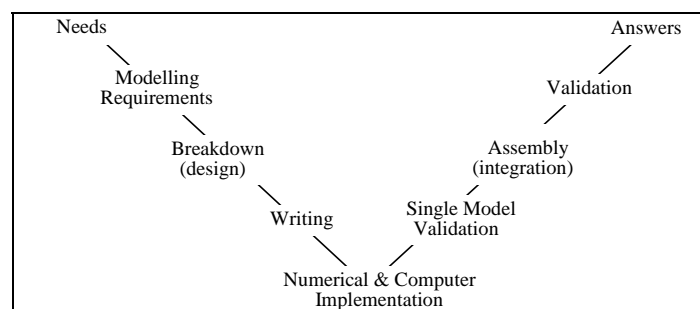 Needs
Answers
Modelling
Requirements
Validation
Breakdown
(design)
Assembly
(integration)
Writing
Single Model
Validation
Numerical & Computer
Implementation